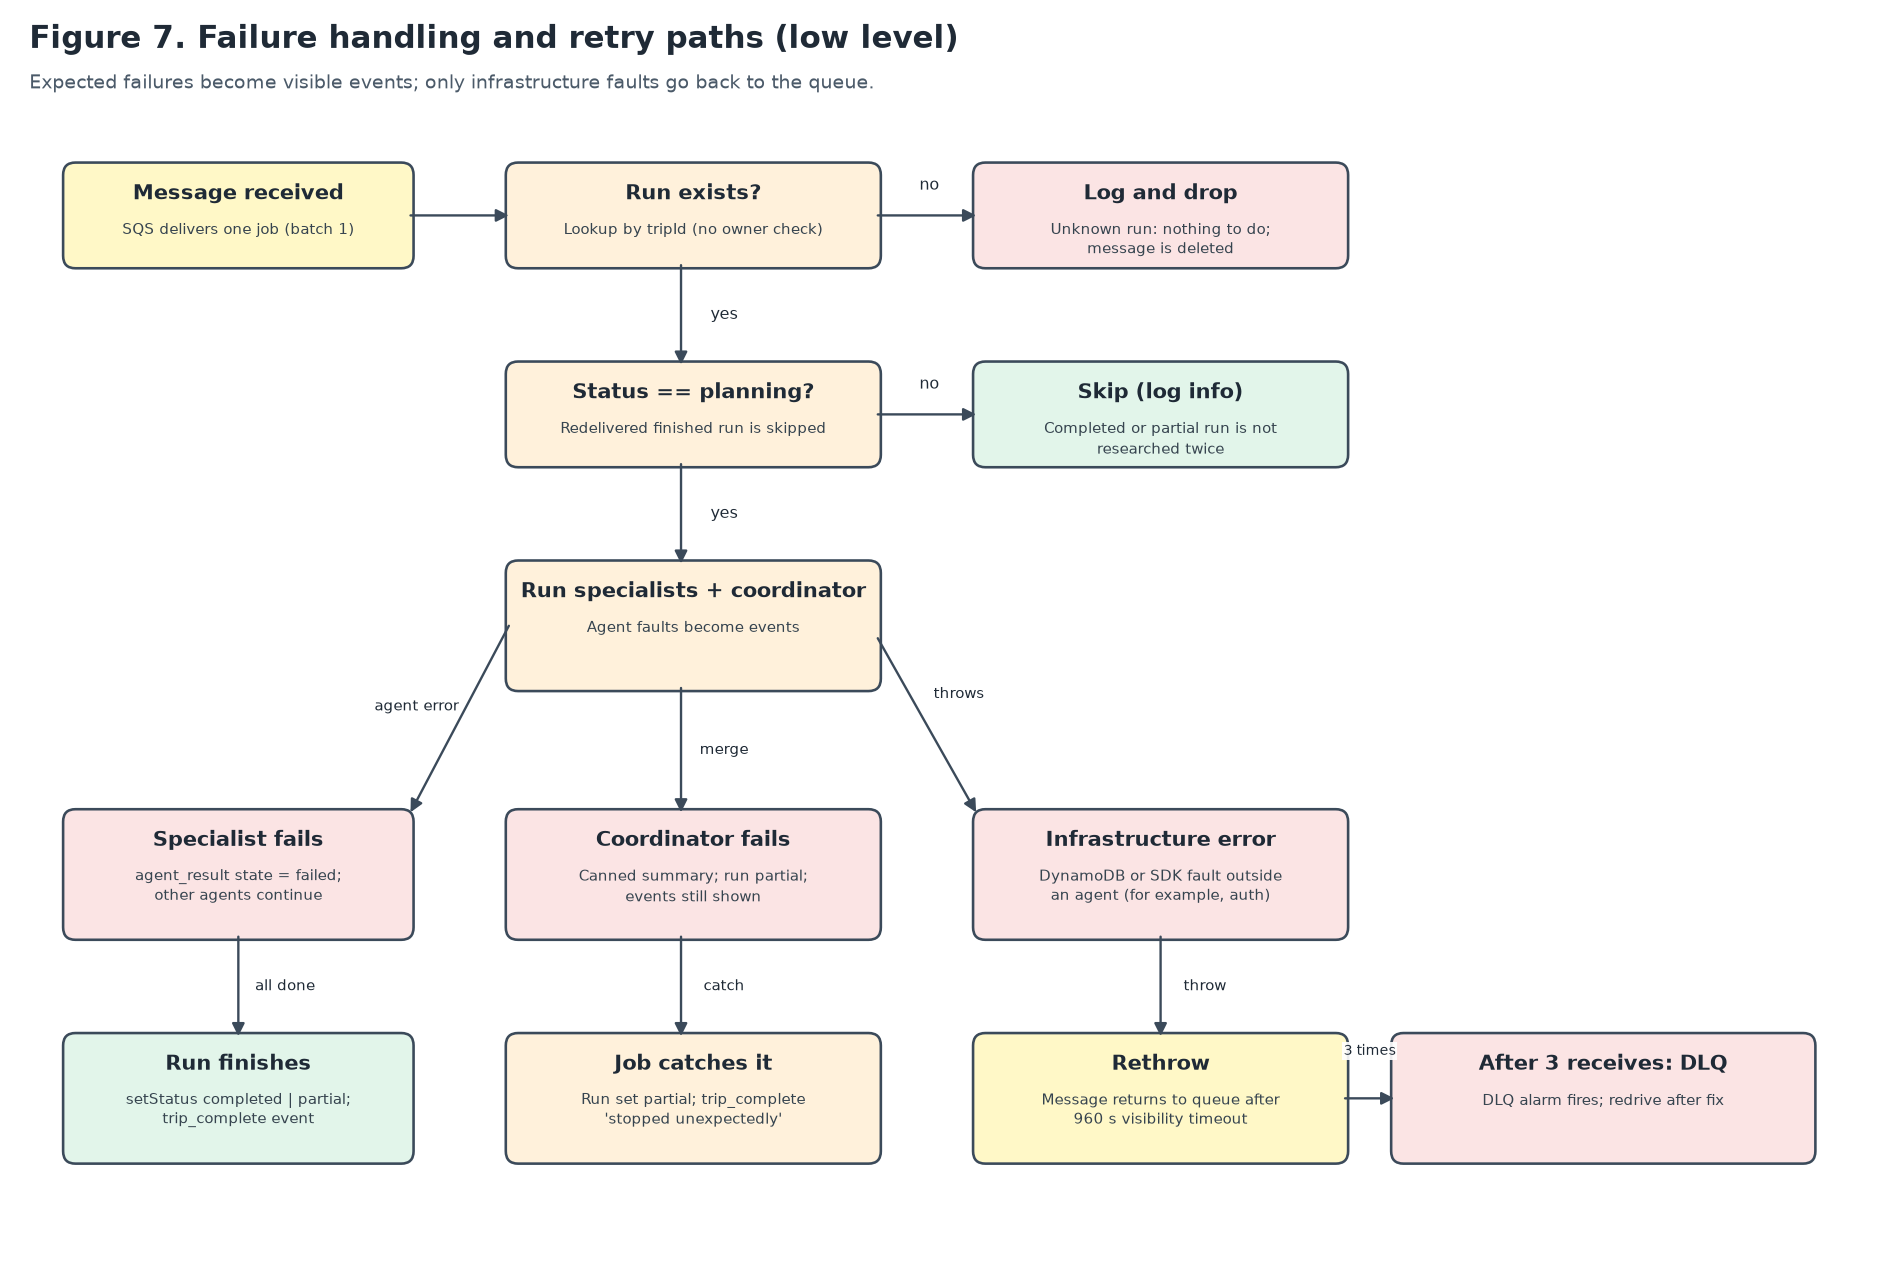 Figure 7. Failure handling and retry paths (low level)
Expected failures become visible events; only infrastructure faults go back to the queue.
Message received
SQS delivers one job (batch 1)
Run exists?
Lookup by tripId (no owner check)
no
Log and drop
Unknown run: nothing to do;
message is deleted
yes
Status == planning?
Redelivered finished run is skipped
no
Skip (log info)
Completed or partial run is not
researched twice
yes
Run specialists + coordinator
Agent faults become events
agent error
merge
throws
Specialist fails
agent_result state = failed;
other agents continue
Coordinator fails
Canned summary; run partial;
events still shown
Infrastructure error
DynamoDB or SDK fault outside
an agent (for example, auth)
all done
catch
throw
Run finishes
setStatus completed | partial;
trip_complete event
Job catches it
Run set partial; trip_complete
'stopped unexpectedly'
Rethrow
Message returns to queue after
960 s visibility timeout
3 times
After 3 receives: DLQ
DLQ alarm fires; redrive after fix